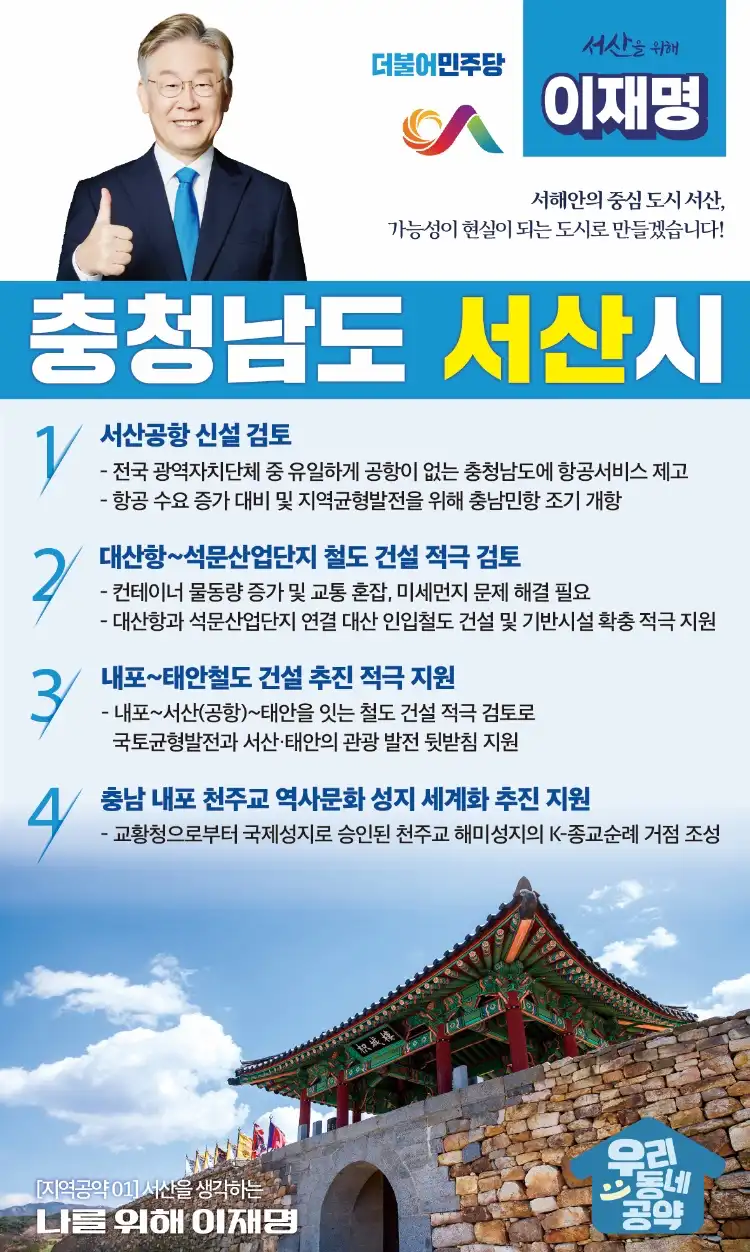 더불어민주당
서산을 위해
이재명
서해안의 중심 도시 서산,
가능성이 현실이 되는 도시로 만들겠습니다!
충청남도 서산시
1 서산공항 신설 검토
- 전국 광역자치단체 중 유일하게 공항이 없는 충청남도에 항공서비스 제고
- 항공 수요 증가 대비 및 지역균형발전을 위해 충남민항 조기 개항
2 대산항~석문산업단지 철도 건설 적극 검토
- 컨테이너 물동량 증가 및 교통 혼잡, 미세먼지 문제 해결 필요
- 대산항과 석문산업단지 연결 대산 인입철도 건설 및 기반시설 확충 적극 지원
3 내포~태안철도 건설 추진 적극 지원
- 내포~서산(공항)~태안을 잇는 철도 건설 적극 검토로
국토균형발전과 서산·태안의 관광 발전 뒷받침 지원
4 충남 내포 천주교 역사문화 성지 세계화 추진 지원
- 교황청으로부터 국제성지로 승인된 천주교 해미성지의 K-종교순례 거점 조성
[지역공약 01] 서산을 생각하는
나를 위해 이재명
우리
동네
공약